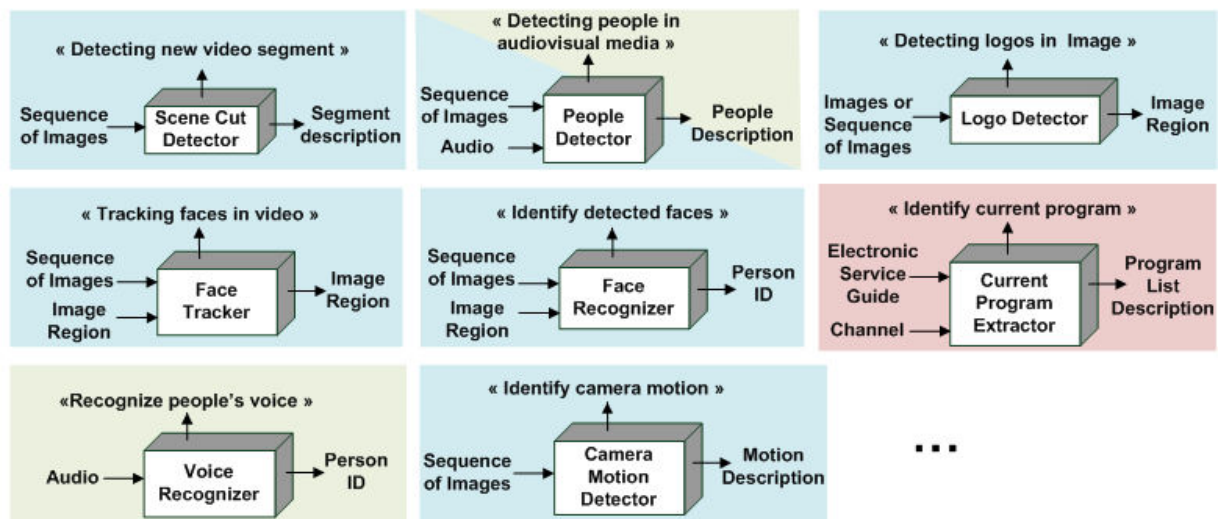 « Detecting new video segment »
Sequence
of Images
Scene Cut
Detector
Segment
description
« Detecting people in
audiovisual media »
Sequence
of Images
Audio
People
Detector
People
Description
« Detecting logos in Image »
Images or
Sequence
of Images
Logo Detector
Image
Region
« Tracking faces in video »
Sequence
of Images
Image
Region
Face
Tracker
Image
Region
« Identify detected faces »
Sequence
of Images
Image
Region
Face
Recognizer
Person
ID
« Identify current program »
Electronic
Service
Guide
Channel
Current
Program
Extractor
Program
List
Description
«Recognize people's voice »
Audio
Voice
Recognizer
Person
ID
« Identify camera motion »
Sequence
of Images
Camera
Motion
Detector
Motion
Description
...